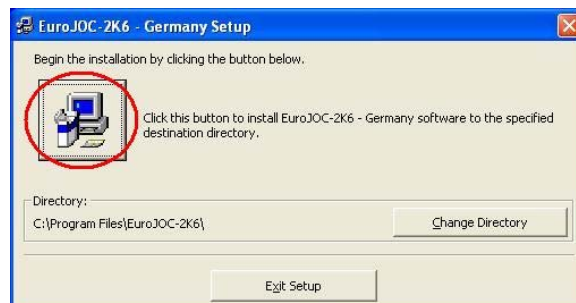 EuroJOC-2K6 - Germany Setup
Begin the installation by clicking the button below.
Click this button to install EuroJOC-2K6 - Germany software to the specified
destination directory.
Directory:
C:\Program Files\EuroJOC-2K6\
Change Directory
Exit Setup